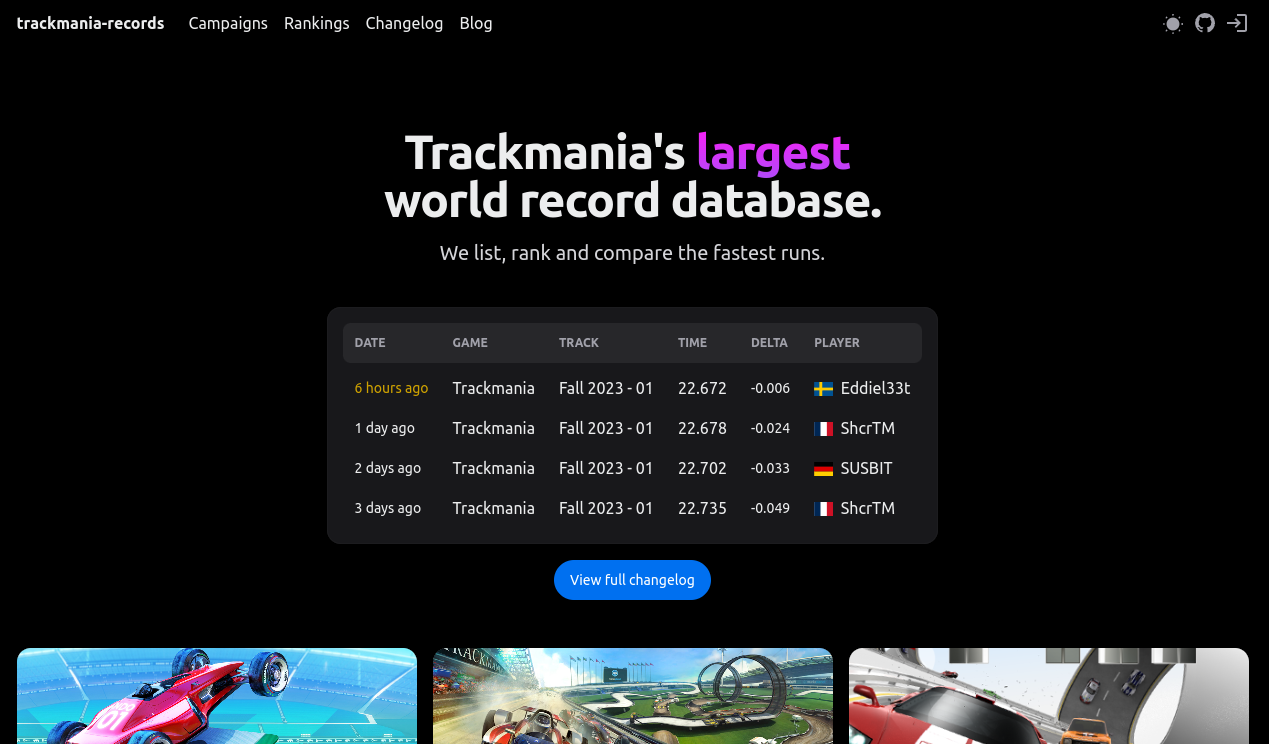 trackmania-records Campaigns Rankings Changelog Blog
Trackmania's largest
world record database.
We list, rank and compare the fastest runs.
DATE GAME TRACK TIME DELTA PLAYER
6 hours ago Trackmania Fall 2023 - 01 22.672 -0.006 Eddiel33t
1 day ago Trackmania Fall 2023 - 01 22.678 -0.024 ShcrTM
2 days ago Trackmania Fall 2023 - 01 22.702 -0.033 SUSBIT
3 days ago Trackmania Fall 2023 - 01 22.735 -0.049 ShcrTM
View full changelog
101